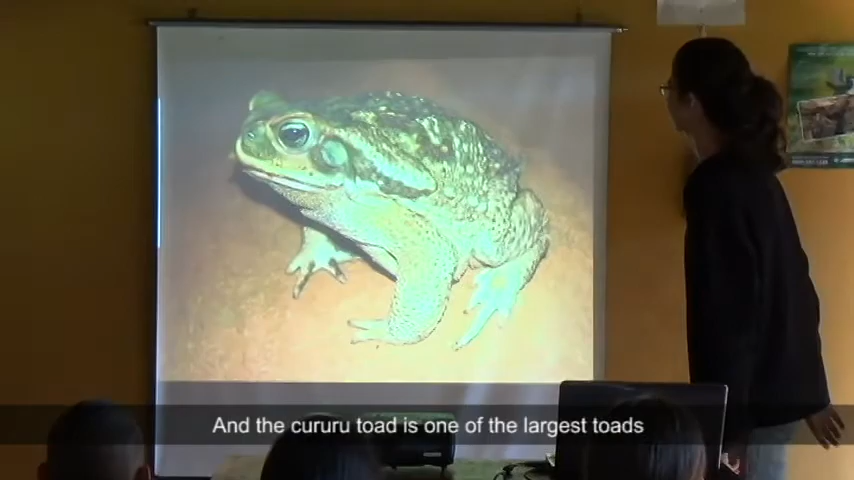 And the cururu toad is one of the largest toads